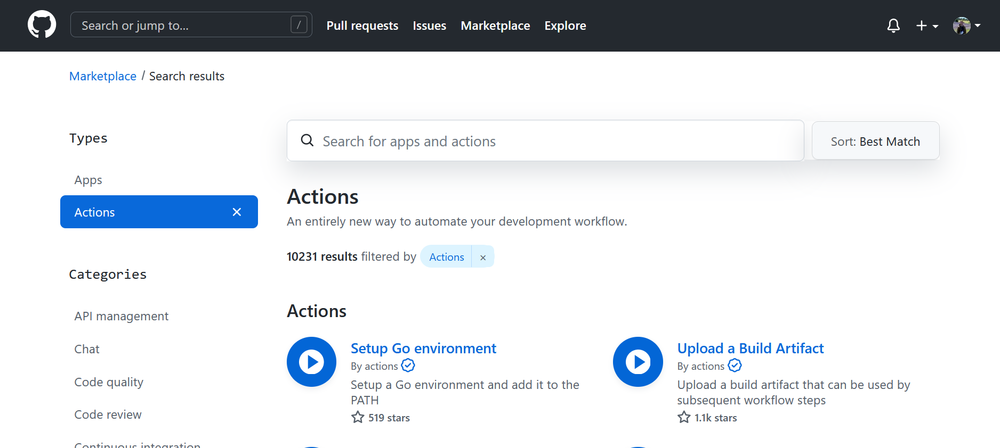 Search or jump to... / Pull requests Issues Marketplace Explore
Marketplace / Search results
Types
Apps
Actions
Categories
API management
Chat
Code quality
Code review
Continuous integration
Search for apps and actions
Sort: Best Match
Actions
An entirely new way to automate your development workflow.
10231 results filtered by Actions ×
Actions
Setup Go environment
By actions
Setup a Go environment and add it to the
PATH
519 stars
Upload a Build Artifact
By actions
Upload a build artifact that can be used by
subsequent workflow steps
1.1k stars